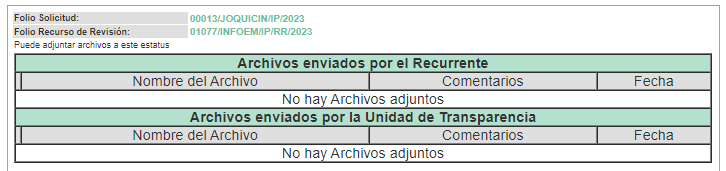 Folio Solicitud: 00013/JOQUICIN/IP/2023
Folio Recurso de Revisión: 01077/INFOEM/IP/RR/2023
Puede adjuntar archivos a este estatus
Archivos enviados por el Recurrente
Nombre del Archivo Comentarios Fecha
No hay Archivos adjuntos
Archivos enviados por la Unidad de Transparencia
Nombre del Archivo Comentarios Fecha
No hay Archivos adjuntos